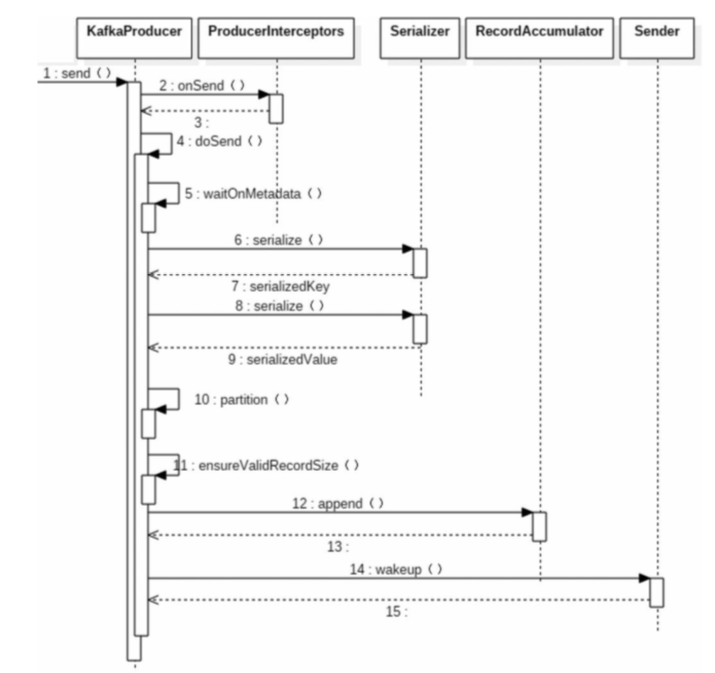 KafkaProducer
ProducerInterceptors
Serializer
RecordAccumulator
Sender
1 : send ( )
2 : onSend ( )
3 :
4 : doSend ( )
5 : waitOnMetadata ( )
6 : serialize ( )
7 : serializedKey
8 : serialize ( )
9 : serializedValue
10 : partition ( )
11 : ensureValidRecordSize ( )
12 : append ( )
13 :
14 : wakeup ( )
15 :